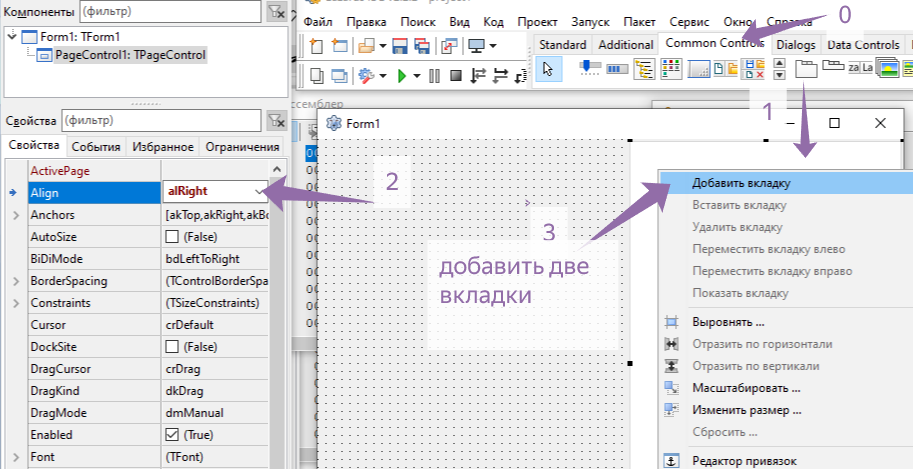 Компоненты (фильтр)
Form1: TForm1
PageControl1: TPageControl
Свойства (фильтр)
Свойства События Избранное Ограничения
ActivePage
Align alRight
Anchors [akTop,akRight,akBo
AutoSize (False)
BiDiMode bdLeftToRight
BorderSpacing (TControlBorderSpa
Constraints (TSizeConstraints)
Cursor crDefault
DockSite (False)
DragCursor crDrag
DragKind dkDrag
DragMode dmManual
Enabled (True)
Font (TFont)
Файл Правка Поиск Вид Код Проект Запуск Пакет Сервис Окно Справка
0
Standard Additional Common Controls Dialogs Data Controls
ссемблер
1
Form1
2
3
добавить две
вкладки
Добавить вкладку
Вставить вкладку
Удалить вкладку
Переместить вкладку влево
Переместить вкладку вправо
Показать вкладку
Выровнять ...
Отразить по горизонтали
Отразить по вертикали
Масштабировать ...
Изменить размер ...
Сбросить ...
Редактор привязок